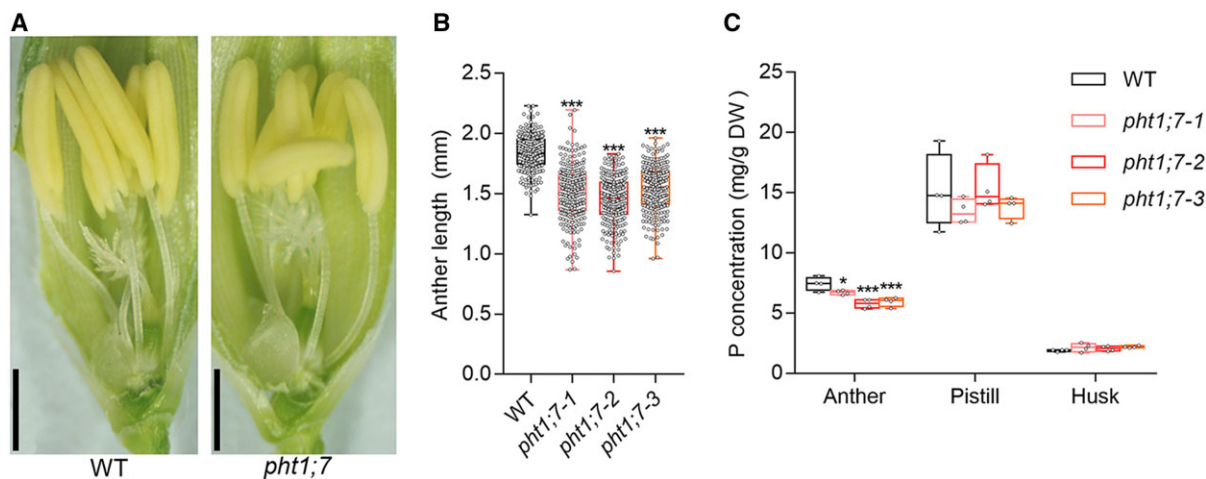 A
WT
pht1;7
B
Anther length (mm)
2.5
2.0
1.5
1.0
0.5
0.0
***
***
***
WT
pht1;7-1
pht1;7-2
pht1;7-3
C
P concentration (mg/g DW)
25
20
15
10
5
0
*
***
***
Anther
Pistill
Husk
WT
pht1;7-1
pht1;7-2
pht1;7-3